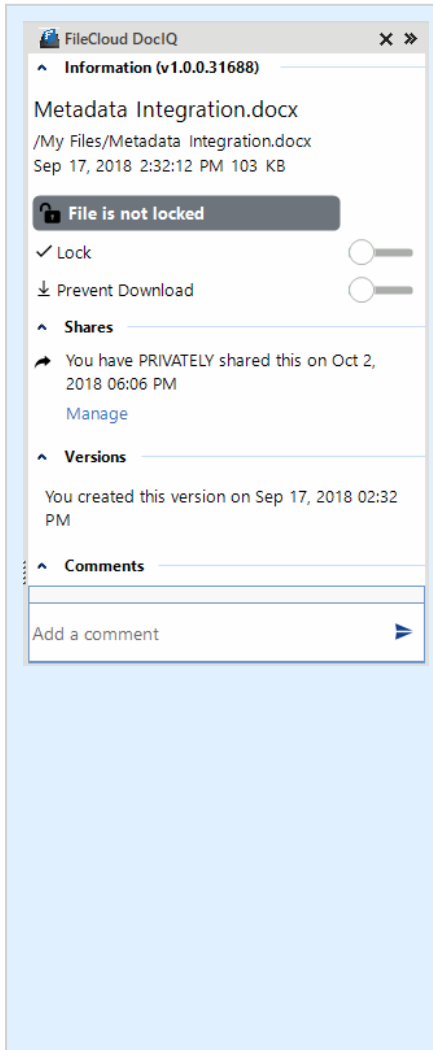 FileCloud DocIQ
Information (v1.0.0.31688)
Metadata Integration.docx
/My Files/Metadata Integration.docx
Sep 17, 2018 2:32:12 PM 103 KB
File is not locked
Lock
Prevent Download
Shares
You have PRIVATELY shared this on Oct 2,
2018 06:06 PM
Manage
Versions
You created this version on Sep 17, 2018 02:32
PM
Comments
Add a comment